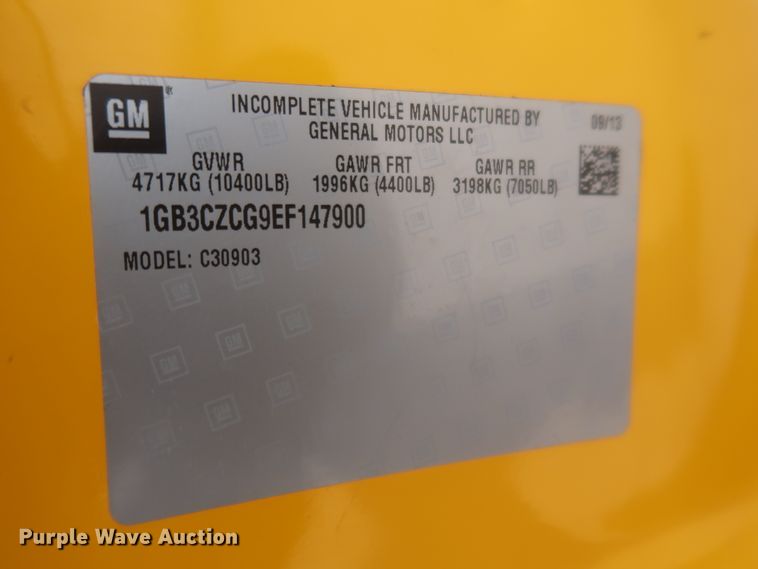 GM
INCOMPLETE VEHICLE MANUFACTURED BY
GENERAL MOTORS LLC
09/13
GVWR GAWR FRT GAWR RR
4717KG (10400LB) 1996KG (4400LB) 3198KG (7050LB)
1GB3CZCG9EF147900
MODEL: C30903
Purple Wave Auction